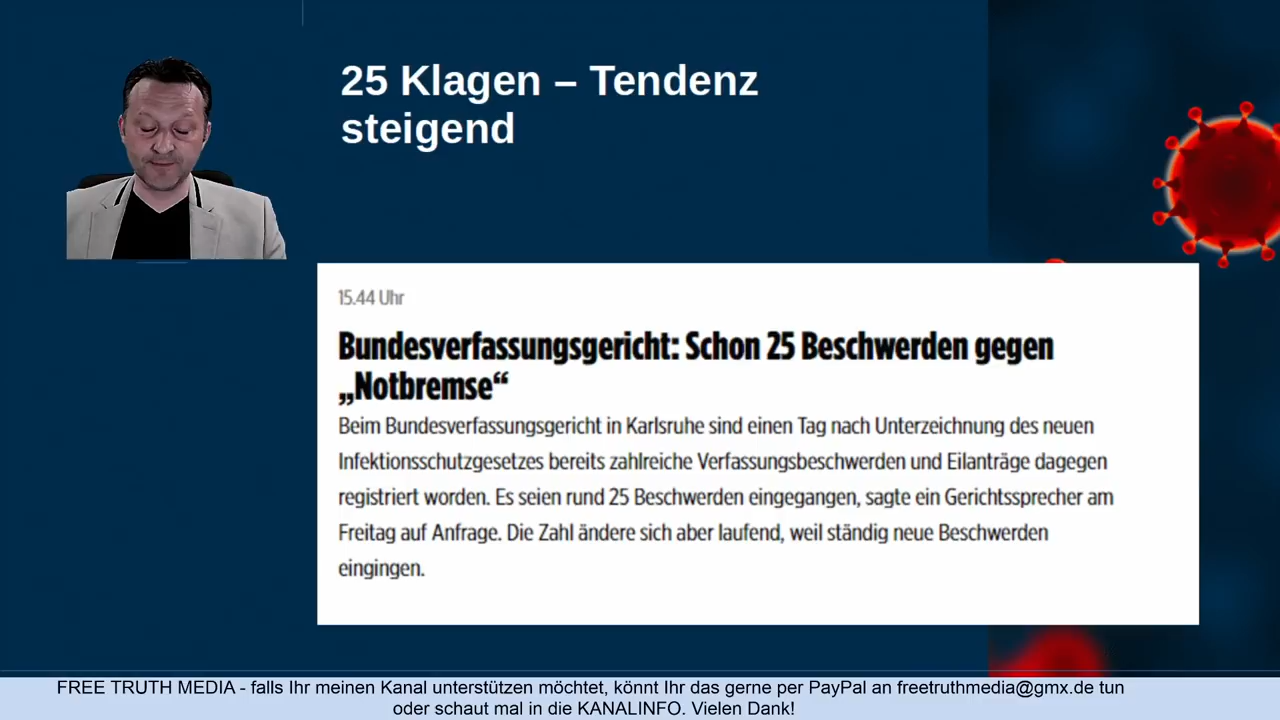 25 Klagen – Tendenz
steigend
15.44 Uhr
Bundesverfassungsgericht: Schon 25 Beschwerden gegen
„Notbremse“
Beim Bundesverfassungsgericht in Karlsruhe sind einen Tag nach Unterzeichnung des neuen
Infektionsschutzgesetzes bereits zahlreiche Verfassungsbeschwerden und Eilanträge dagegen
registriert worden. Es seien rund 25 Beschwerden eingegangen, sagte ein Gerichtssprecher am
Freitag auf Anfrage. Die Zahl ändere sich aber laufend, weil ständig neue Beschwerden
eingingen.
FREE TRUTH MEDIA - falls Ihr meinen Kanal unterstützen möchtet, könnt Ihr das gerne per PayPal an freetruthmedia@gmx.de tun
oder schaut mal in die KANALINFO. Vielen Dank!